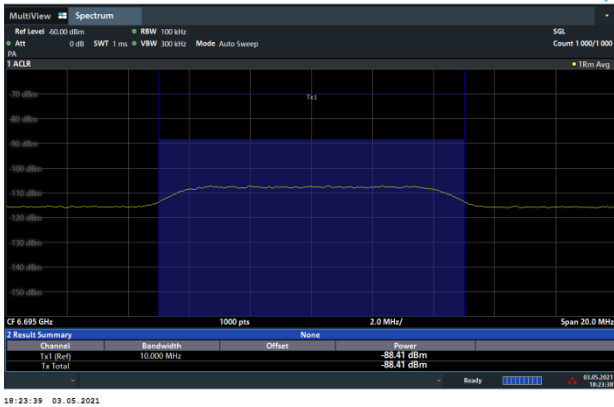 MultiView Spectrum
Ref Level -60.00 dBm RBW 100 kHz SGL
Att 0 dB SWT 1 ms VBW 300 kHz Mode Auto Sweep Count 1 000/1 000
PA
1 ACLR 1Rm Avg
Tx1
-70 dBm
-80 dBm
-90 dBm
-100 dBm
-110 dBm
-120 dBm
-130 dBm
-140 dBm
-150 dBm
CF 6.695 GHz 1000 pts 2.0 MHz/ Span 20.0 MHz
2 Result Summary None
Channel Bandwidth Offset Power
Tx1 (Ref) 10.000 MHz -88.41 dBm
Tx Total -88.41 dBm
Ready 03.05.2021
18:23:38
18:23:39 03.05.2021